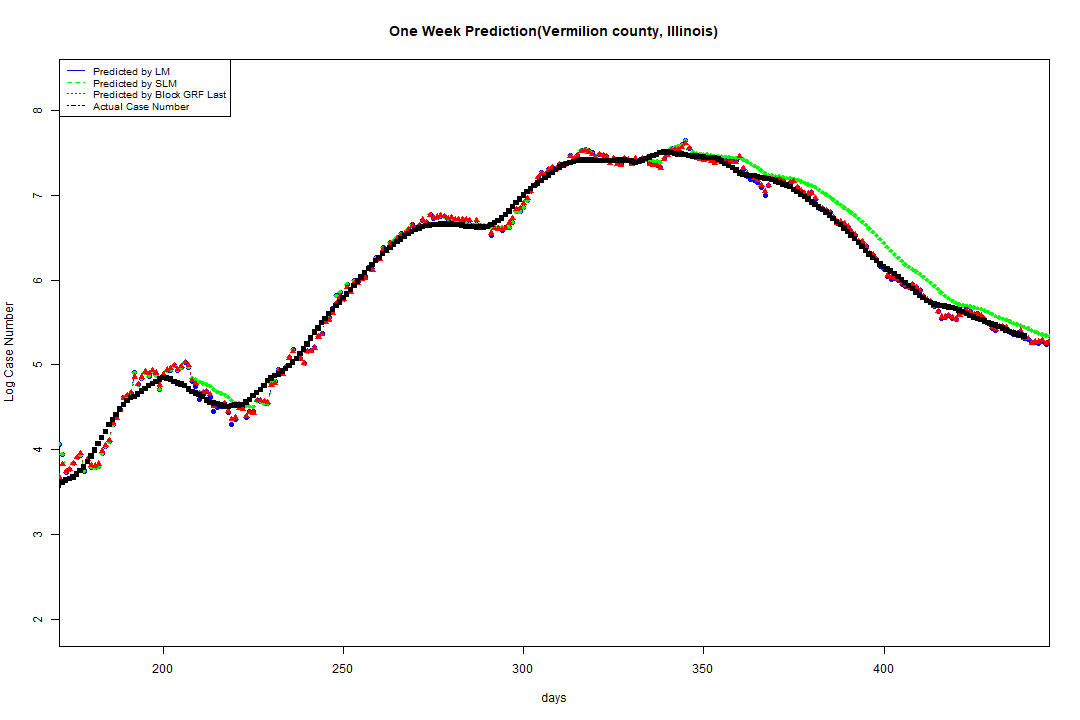 One Week Prediction(Vermilion county, Illinois)
Predicted by LM
Predicted by SLM
Predicted by Block GRF Last
Actual Case Number
Log Case Number
8
7
6
5
4
3
2
200 250 300 350 400
days